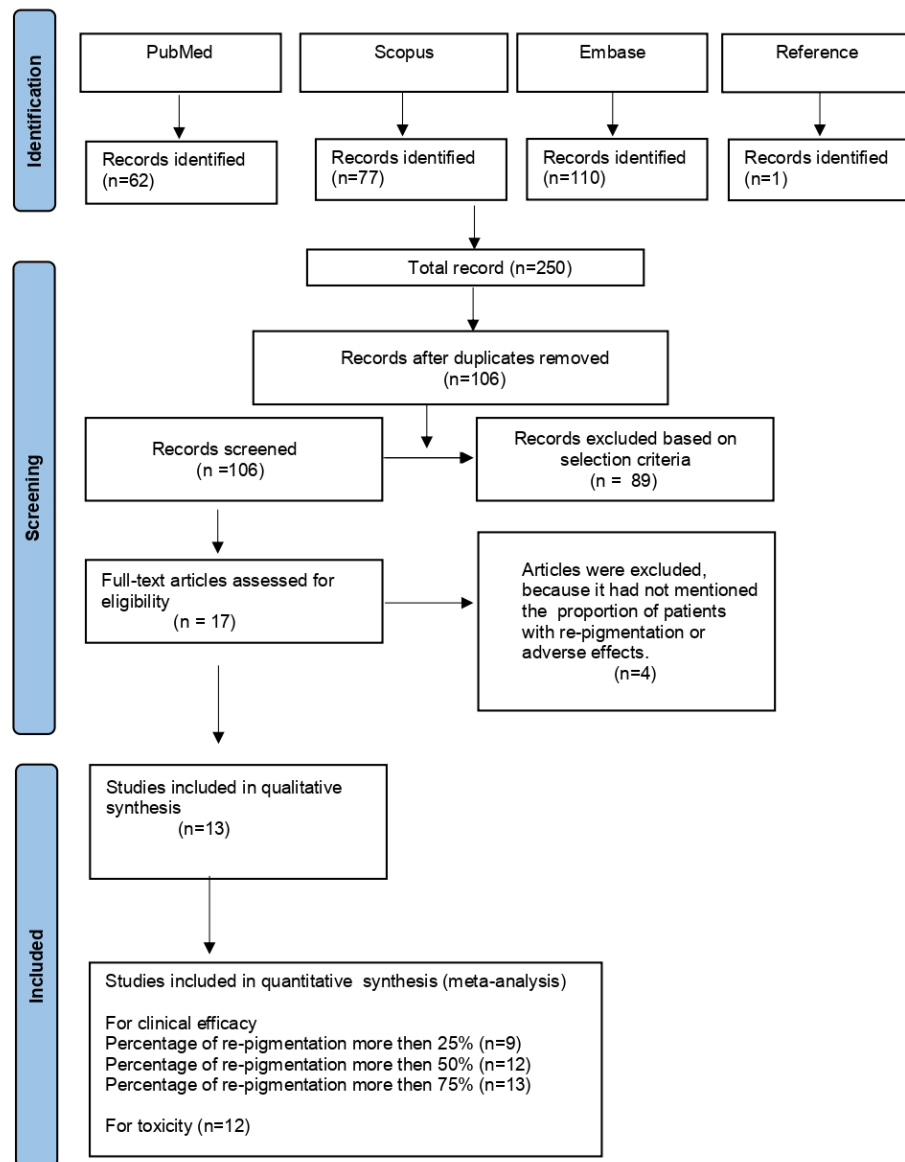 Identification
PubMed
Scopus
Embase
Reference
Records identified
(n=62)
Records identified
(n=77)
Records identified
(n=110)
Records identified
(n=1)
Total record (n=250)
Screening
Records after duplicates removed
(n=106)
Records screened
(n =106)
Records excluded based on
selection criteria
(n = 89)
Full-text articles assessed for
eligibility
(n = 17)
Articles were excluded,
because it had not mentioned
the proportion of patients
with re-pigmentation or
adverse effects.
(n=4)
Included
Studies included in qualitative
synthesis
(n=13)
Studies included in quantitative synthesis (meta-analysis)
For clinical efficacy
Percentage of re-pigmentation more then 25% (n=9)
Percentage of re-pigmentation more then 50% (n=12)
Percentage of re-pigmentation more then 75% (n=13)
For toxicity (n=12)